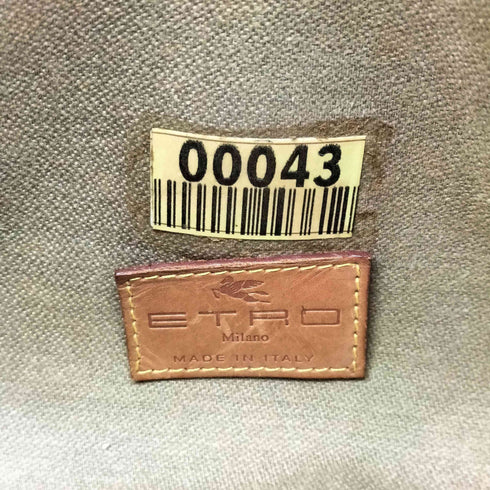 00043
ETRO
Milano
MADE IN ITALY